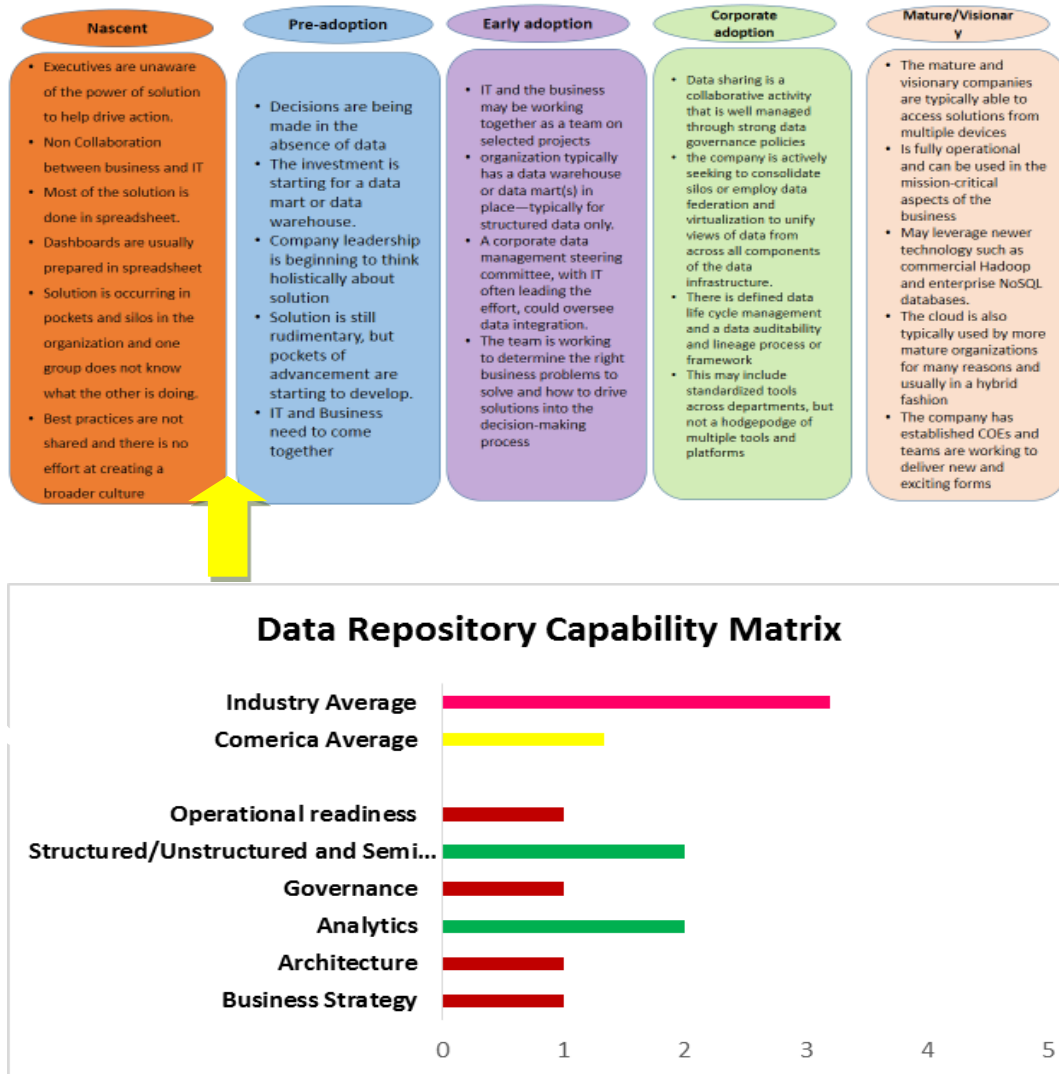 Nascent
Executives are unaware
of the power of solution
to help drive action.
Non Collaboration
between business and IT
Most of the solution is
done in spreadsheet.
Dashboards are usually
prepared in spreadsheet
Solution is occurring in
pockets and silos in the
organization and one
group does not know
what the other is doing.
Best practices are not
shared and there is no
effort at creating a
broader culture
Pre-adoption
Decisions are being
made in the
absence of data
The investment is
starting for a data
mart or data
warehouse.
Company leadership
is beginning to think
holistically about
solution
Solution is still
rudimentary, but
pockets of
advancement are
starting to develop.
IT and Business
need to come
together
Early adoption
IT and the business
may be working
together as a team on
selected projects
organization typically
has a data warehouse
or data mart(s) in
place—typically for
structured data only.
A corporate data
management steering
committee, with IT
often leading the
effort, could oversee
data integration.
The team is working
to determine the right
business problems to
solve and how to drive
solutions into the
decision-making
process
Corporate
adoption
Data sharing is a
collaborative activity
that is well managed
through strong data
governance policies
the company is actively
seeking to consolidate
silos or employ data
federation and
virtualization to unify
views of data from
across all components
of the data
infrastructure.
There is defined data
life cycle management
and a data auditability
and lineage process or
framework
This may include
standardized tools
across departments, but
not a hodgepodge of
multiple tools and
platforms
Mature/Visionar
y
The mature and
visionary companies
are typically able to
access solutions from
multiple devices
Is fully operational and
can be used in the
mission-critical
aspects of the
business
May leverage newer
technology such as
commercial Hadoop
and enterprise NoSQL
databases.
The cloud is also
typically used by more
mature organizations
for many reasons and
usually in a hybrid
fashion
The company has
established COEs and
teams are working to
deliver new and
exciting forms
Data Repository Capability Matrix
Industry Average
Comerica Average
Operational readiness
Structured/Unstructured and Semi...
Governance
Analytics
Architecture
Business Strategy
0 1 2 3 4 5